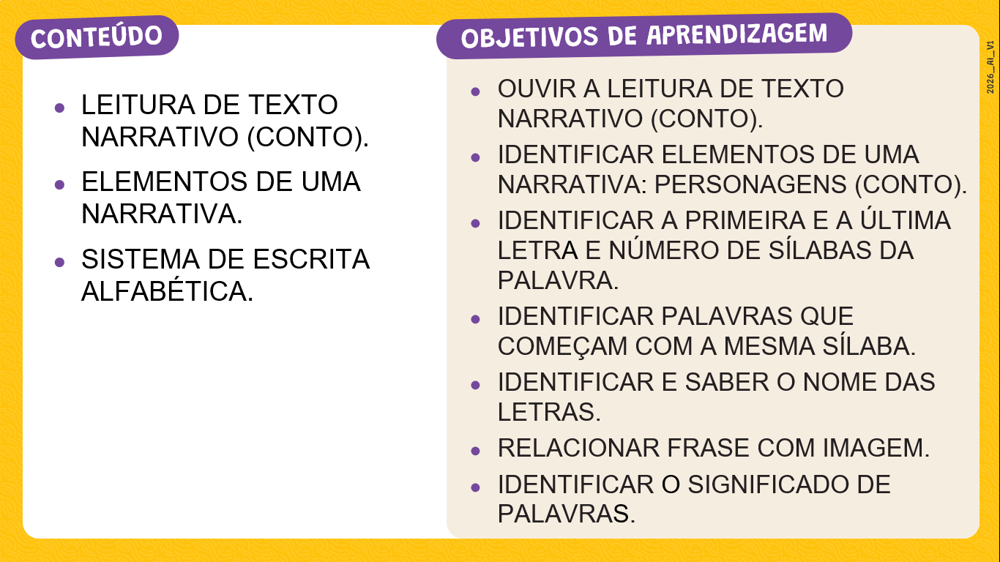 CONTEÚDO
• LEITURA DE TEXTO
NARRATIVO (CONTO).
• ELEMENTOS DE UMA
NARRATIVA.
• SISTEMA DE ESCRITA
ALFABÉTICA.
OBJETIVOS DE APRENDIZAGEM
• OUVIR A LEITURA DE TEXTO
NARRATIVO (CONTO).
• IDENTIFICAR ELEMENTOS DE UMA
NARRATIVA: PERSONAGENS (CONTO).
• IDENTIFICAR A PRIMEIRA E A ÚLTIMA
LETRA E NÚMERO DE SÍLABAS DA
PALAVRA.
• IDENTIFICAR PALAVRAS QUE
COMEÇAM COM A MESMA SÍLABA.
• IDENTIFICAR E SABER O NOME DAS
LETRAS.
• RELACIONAR FRASE COM IMAGEM.
• IDENTIFICAR O SIGNIFICADO DE
PALAVRAS.
2026_AI_V1